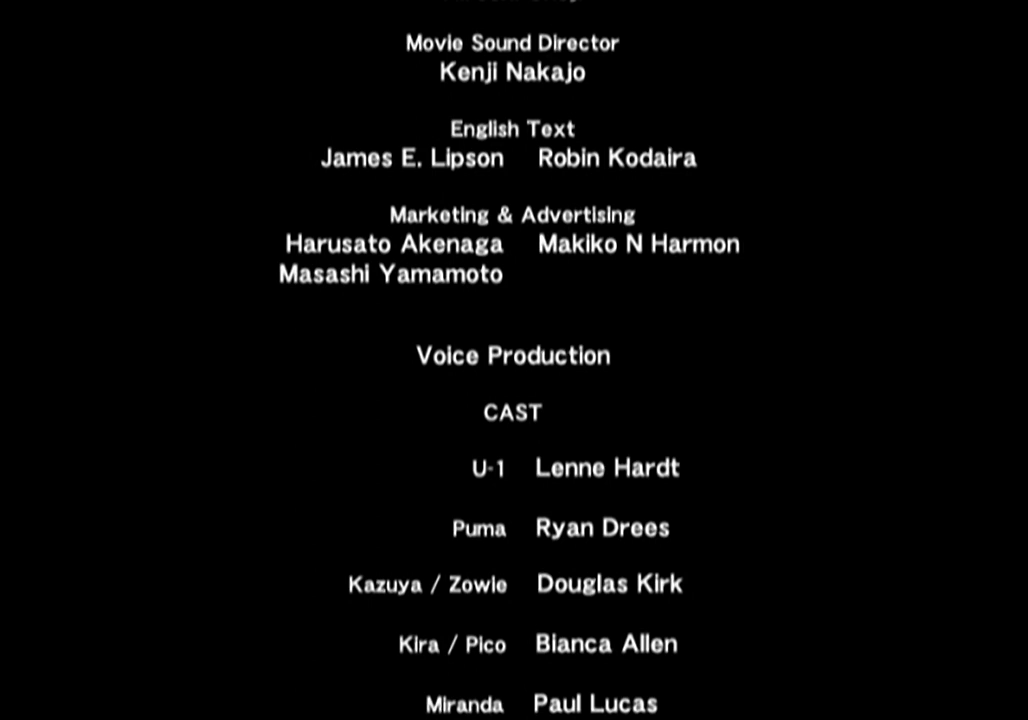 Movie Sound Director
Kenji Nakajo
English Text
James E. Lipson Robin Kodaira
Marketing & Advertising
Harusato Akenaga Makiko N Harmon
Masashi Yamamoto
Voice Production
CAST
U-1 Lenne Hardt
Puma Ryan Drees
Kazuya / Zowie Douglas Kirk
Kira / Pico Bianca Allen
Miranda Paul Lucas